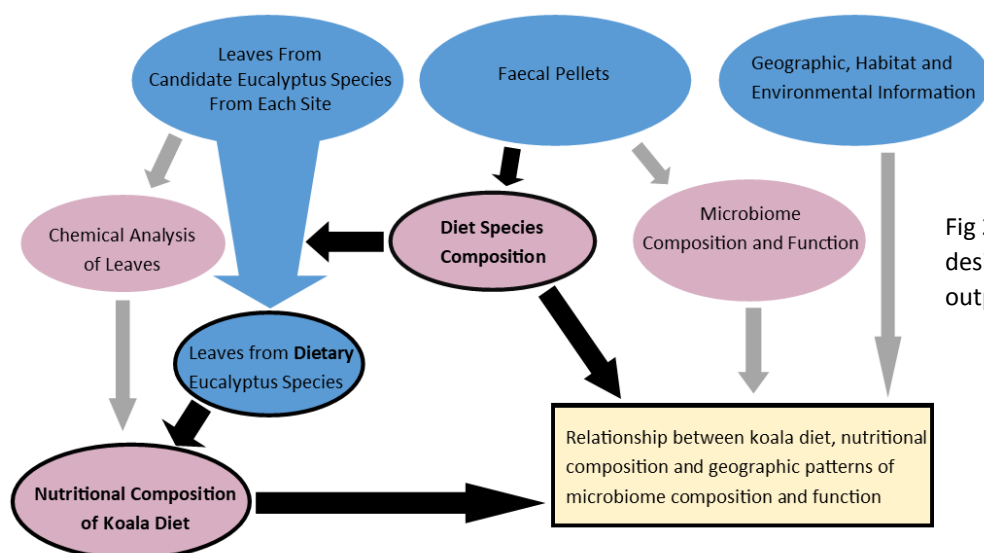 Leaves From
Candidate Eucalyptus Species
From Each Site
Faecal Pellets
Geographic, Habitat and
Environmental Information
Chemical Analysis
of Leaves
Diet Species
Composition
Microbiome
Composition and Function
Leaves from Dietary
Eucalyptus Species
Nutritional Composition
of Koala Diet
Relationship between koala diet, nutritional
composition and geographic patterns of
microbiome composition and function
Fig